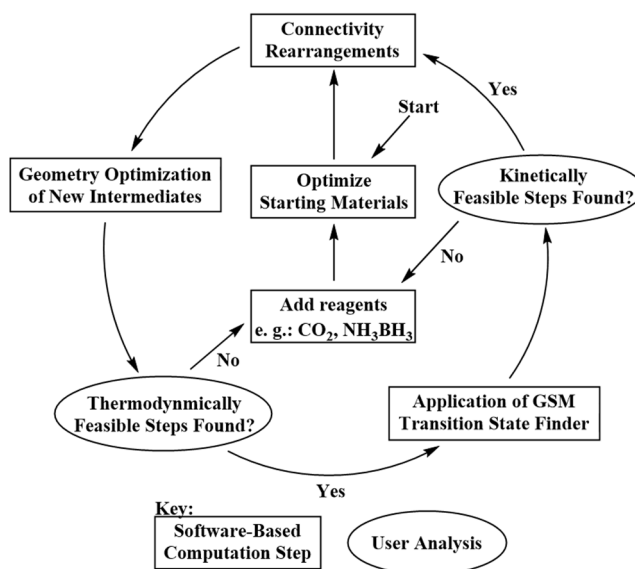 Connectivity
Rearrangements
Yes
Start
Geometry Optimization
of New Intermediates
Optimize
Starting Materials
Kinetically
Feasible Steps Found?
No
Add reagents
e. g.: CO₂, NH₃BH₃
No
Thermodynmically
Feasible Steps Found?
Application of GSM
Transition State Finder
Yes
Key:
Software-Based
Computation Step
User Analysis